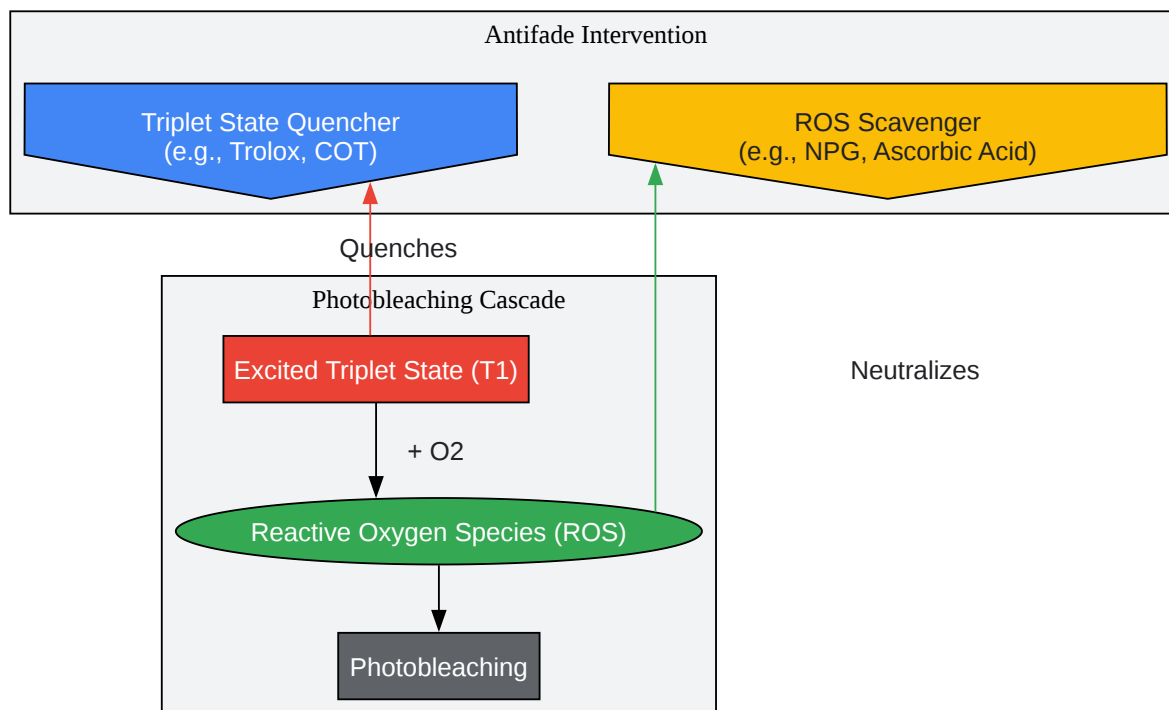 Antifade Intervention
Triplet State Quencher
(e.g., Trolox, COT)
ROS Scavenger
(e.g., NPG, Ascorbic Acid)
Quenches
Photobleaching Cascade
Excited Triplet State (T1)
Neutralizes
+ O2
Reactive Oxygen Species (ROS)
Photobleaching